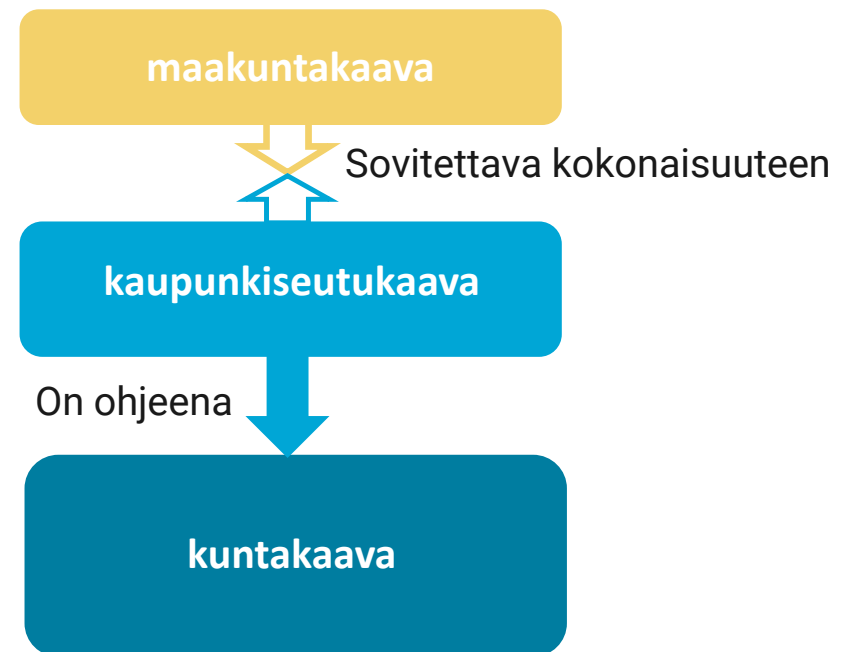 maakuntakaava
Sovitettava kokonaisuuteen
kaupunkiseutukaava
On ohjeena
kuntakaava